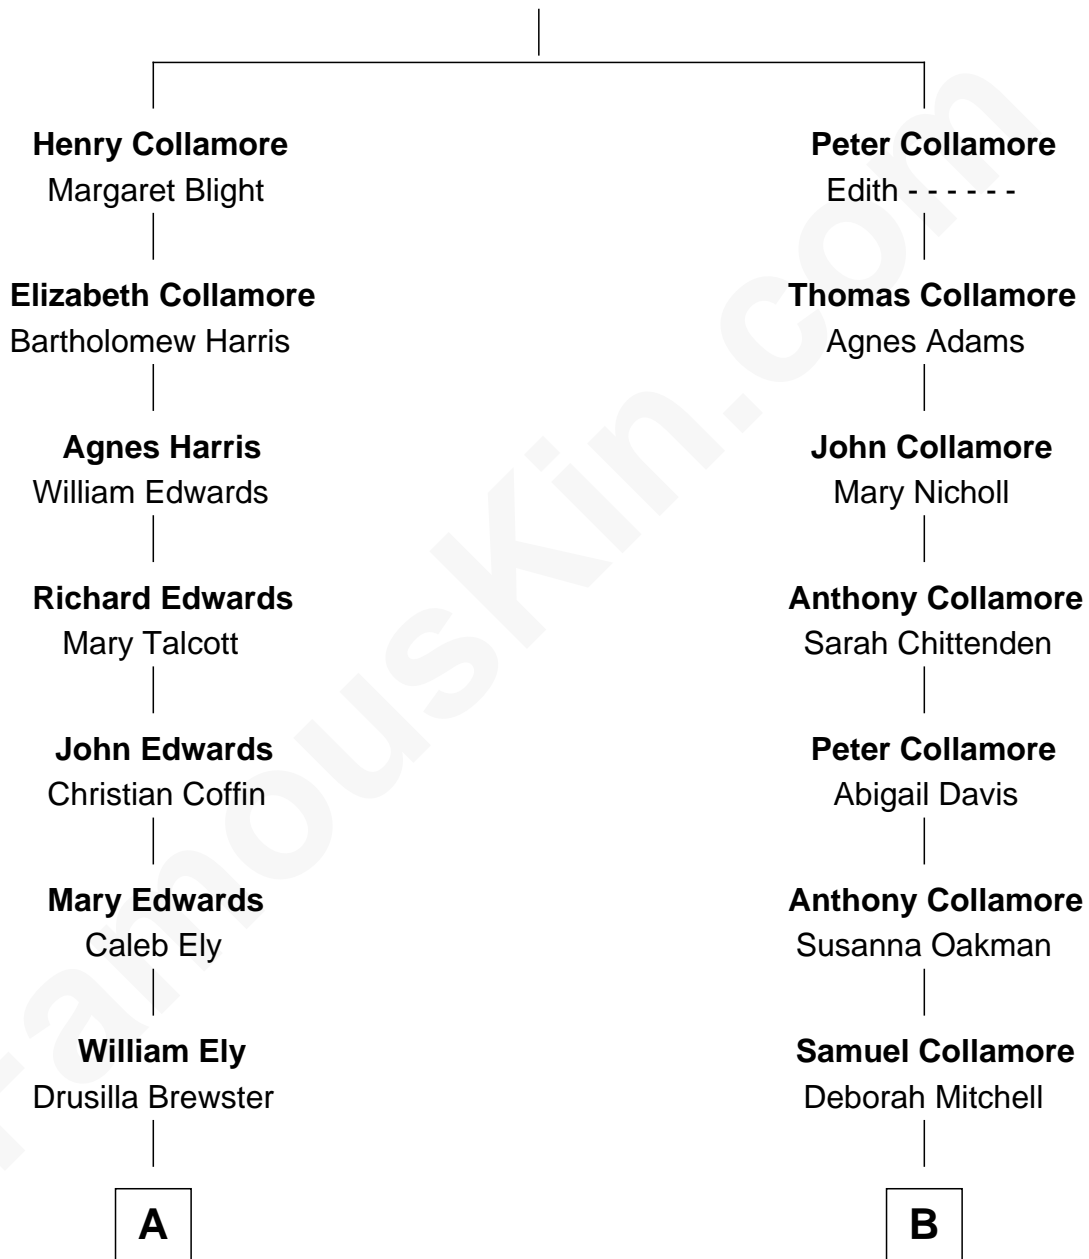 Henry Collamore
Margaret Blight
Peter Collamore
Edith - - - - - -
Elizabeth Collamore
Bartholomew Harris
Thomas Collamore
Agnes Adams
Agnes Harris
William Edwards
John Collamore
Mary Nicholl
Richard Edwards
Mary Talcott
Anthony Collamore
Sarah Chittenden
John Edwards
Christian Coffin
Peter Collamore
Abigail Davis
Mary Edwards
Caleb Ely
Anthony Collamore
Susanna Oakman
William Ely
Drusilla Brewster
Samuel Collamore
Deborah Mitchell
A
B
FamousKin.com